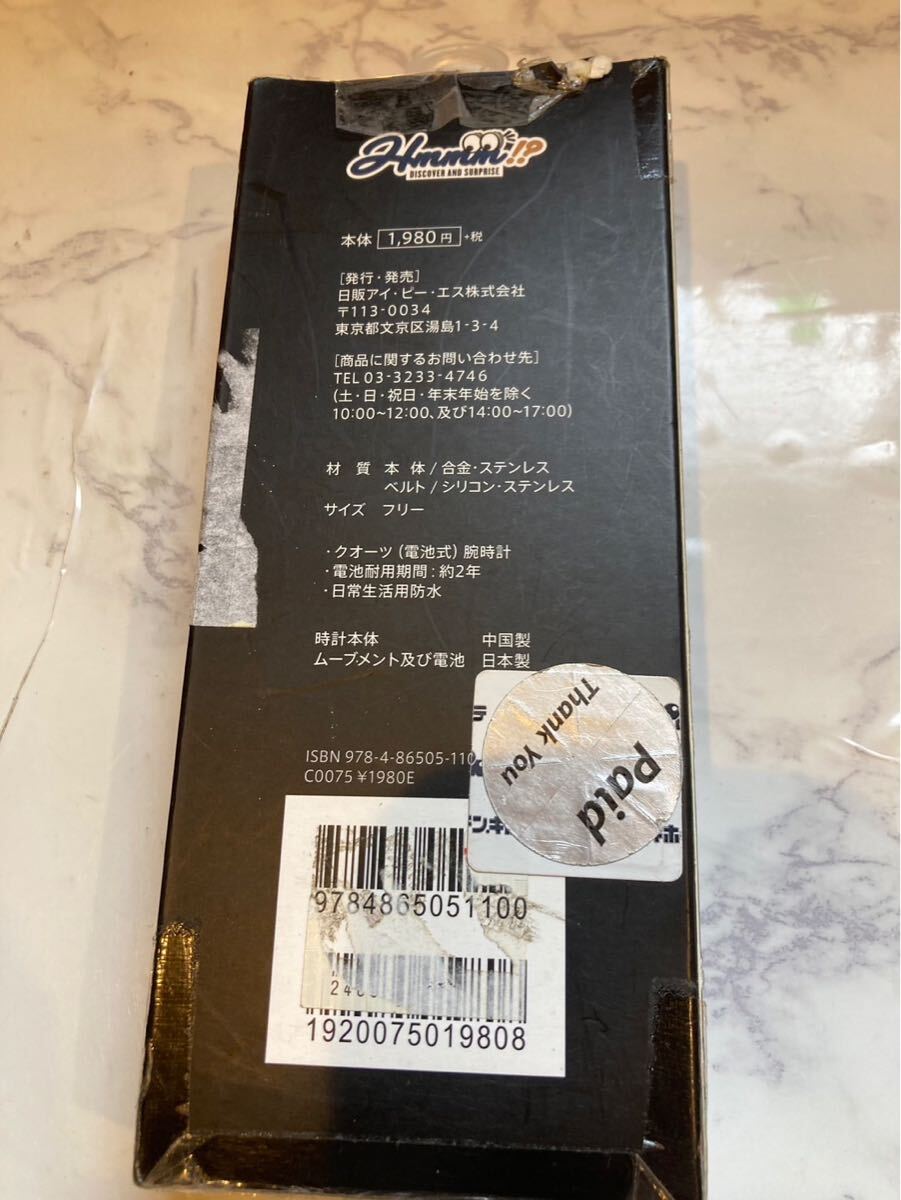 Hmmm!!?
DISCOVER AND SURPRISE
本体 1,980円 +税
[発行・発売]
日販アイ・ピー・エス株式会社
〒113-0034
東京都文京区湯島1-3-4
[商品に関するお問い合わせ先]
TEL 03-3233-4746
(土・日・祝日・年末年始を除く
10:00~12:00、及び14:00~17:00)
材 質 本 体 / 合金・ステンレス
ベルト / シリコン・ステンレス
サイズ フリー
・クオーツ (電池式) 腕時計
・電池耐用期間 : 約2年
・日常生活用防水
時計本体 中国製
ムーブメント及び電池 日本製
Thank You
Paid
ISBN 978-4-86505-110
C0075 ¥1980E
9784865051100
1920075019808